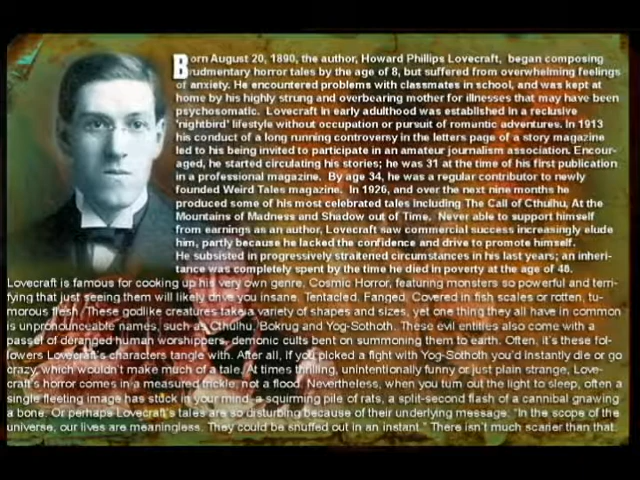 Born August 20, 1890, the author, Howard Phillips Lovecraft, began composing
rudmentary horror tales by the age of 8, but suffered from overwhelming feelings
of anxiety. He encountered problems with classmates in school, and was kept at
home by his highly strung and overbearing mother for illnesses that may have been
psychosomatic. Lovecraft in early adulthood was established in a reclusive
'nightbird' lifestyle without occupation or pursuit of romantic adventures. In 1913
his conduct of a long running controversy in the letters page of a story magazine
led to his being invited to participate in an amateur journalism association. Encour-
aged, he started circulating his stories; he was 31 at the time of his first publication
in a professional magazine. By age 34, he was a regular contributor to newly
founded Weird Tales magazine. In 1926, and over the next nine months he
produced some of his most celebrated tales including The Call of Cthulhu, At the
Mountains of Madness and Shadow out of Time. Never able to support himself
from earnings as an author, Lovecraft saw commercial success increasingly elude
him, partly because he lacked the confidence and drive to promote himself.
He subsisted in progressively straitened circumstances in his last years; an inheri-
tance was completely spent by the time he died in poverty at the age of 46.
Lovecraft is famous for cooking up his very own genre, Cosmic Horror, featuring monsters so powerful and terri-
fying that just seeing them will likely drive you insane. Tentacled. Fanged. Covered in fish scales or rotten, tu-
morous flesh. These godlike creatures take a variety of shapes and sizes, yet one thing they all have in common
is unpronounceable names, such as Cthulhu, Bokrug and Yog-Sothoth. These evil entities also come with a
passel of deranged human worshippers – demonic cults bent on summoning them to Earth. Often, it's these fol-
lowers Lovecraft's characters tangle with. After all, if you picked a fight with Yog-Sothoth you'd instantly die or go
crazy, which wouldn't make much of a tale. At times thrilling, unintentionally funny or just plain strange, Love-
craft's horror comes in a measured trickle, not a flood. Nevertheless, when you turn out the light to sleep, often a
single fleeting image has stuck in your mind – squirming pile of rats, a split-second flash of a cannibal gnawing
a bone. Or perhaps Lovecraft's tales are so disturbing because of their underlying message: "In the scope of the
universe, our lives are meaningless. They could be snuffed out in an instant." There isn't much scarier than that.